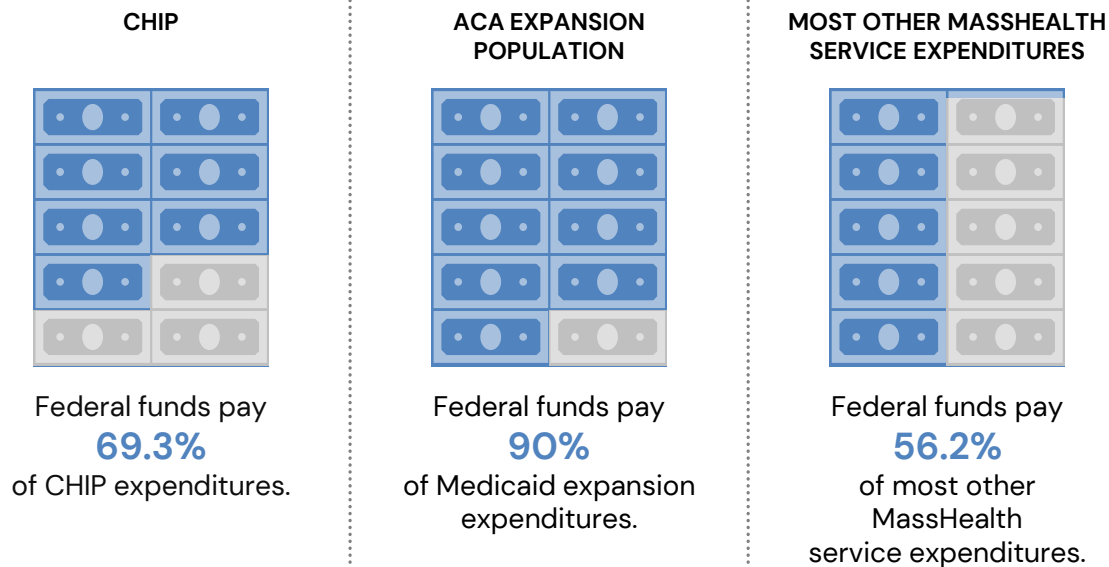 CHIP
Federal funds pay
69.3%
of CHIP expenditures.
ACA EXPANSION
POPULATION
Federal funds pay
90%
of Medicaid expansion
expenditures.
MOST OTHER MASSHEALTH
SERVICE EXPENDITURES
Federal funds pay
56.2%
of most other
MassHealth
service expenditures.